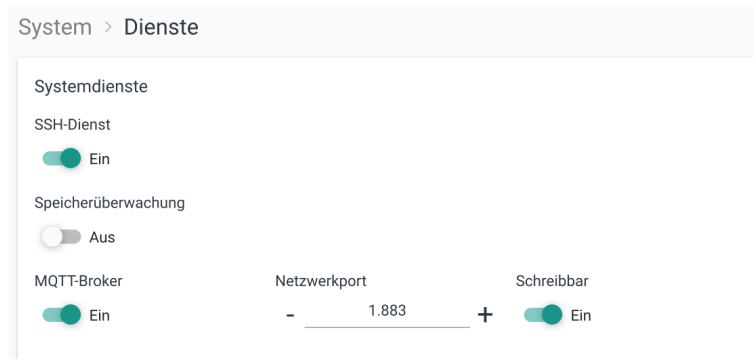 System > Dienste
Systemdienste
SSH-Dienst
Ein
Speicherüberwachung
Aus
MQTT-Broker Netzwerkport Schreibbar
Ein - 1.883 + Ein